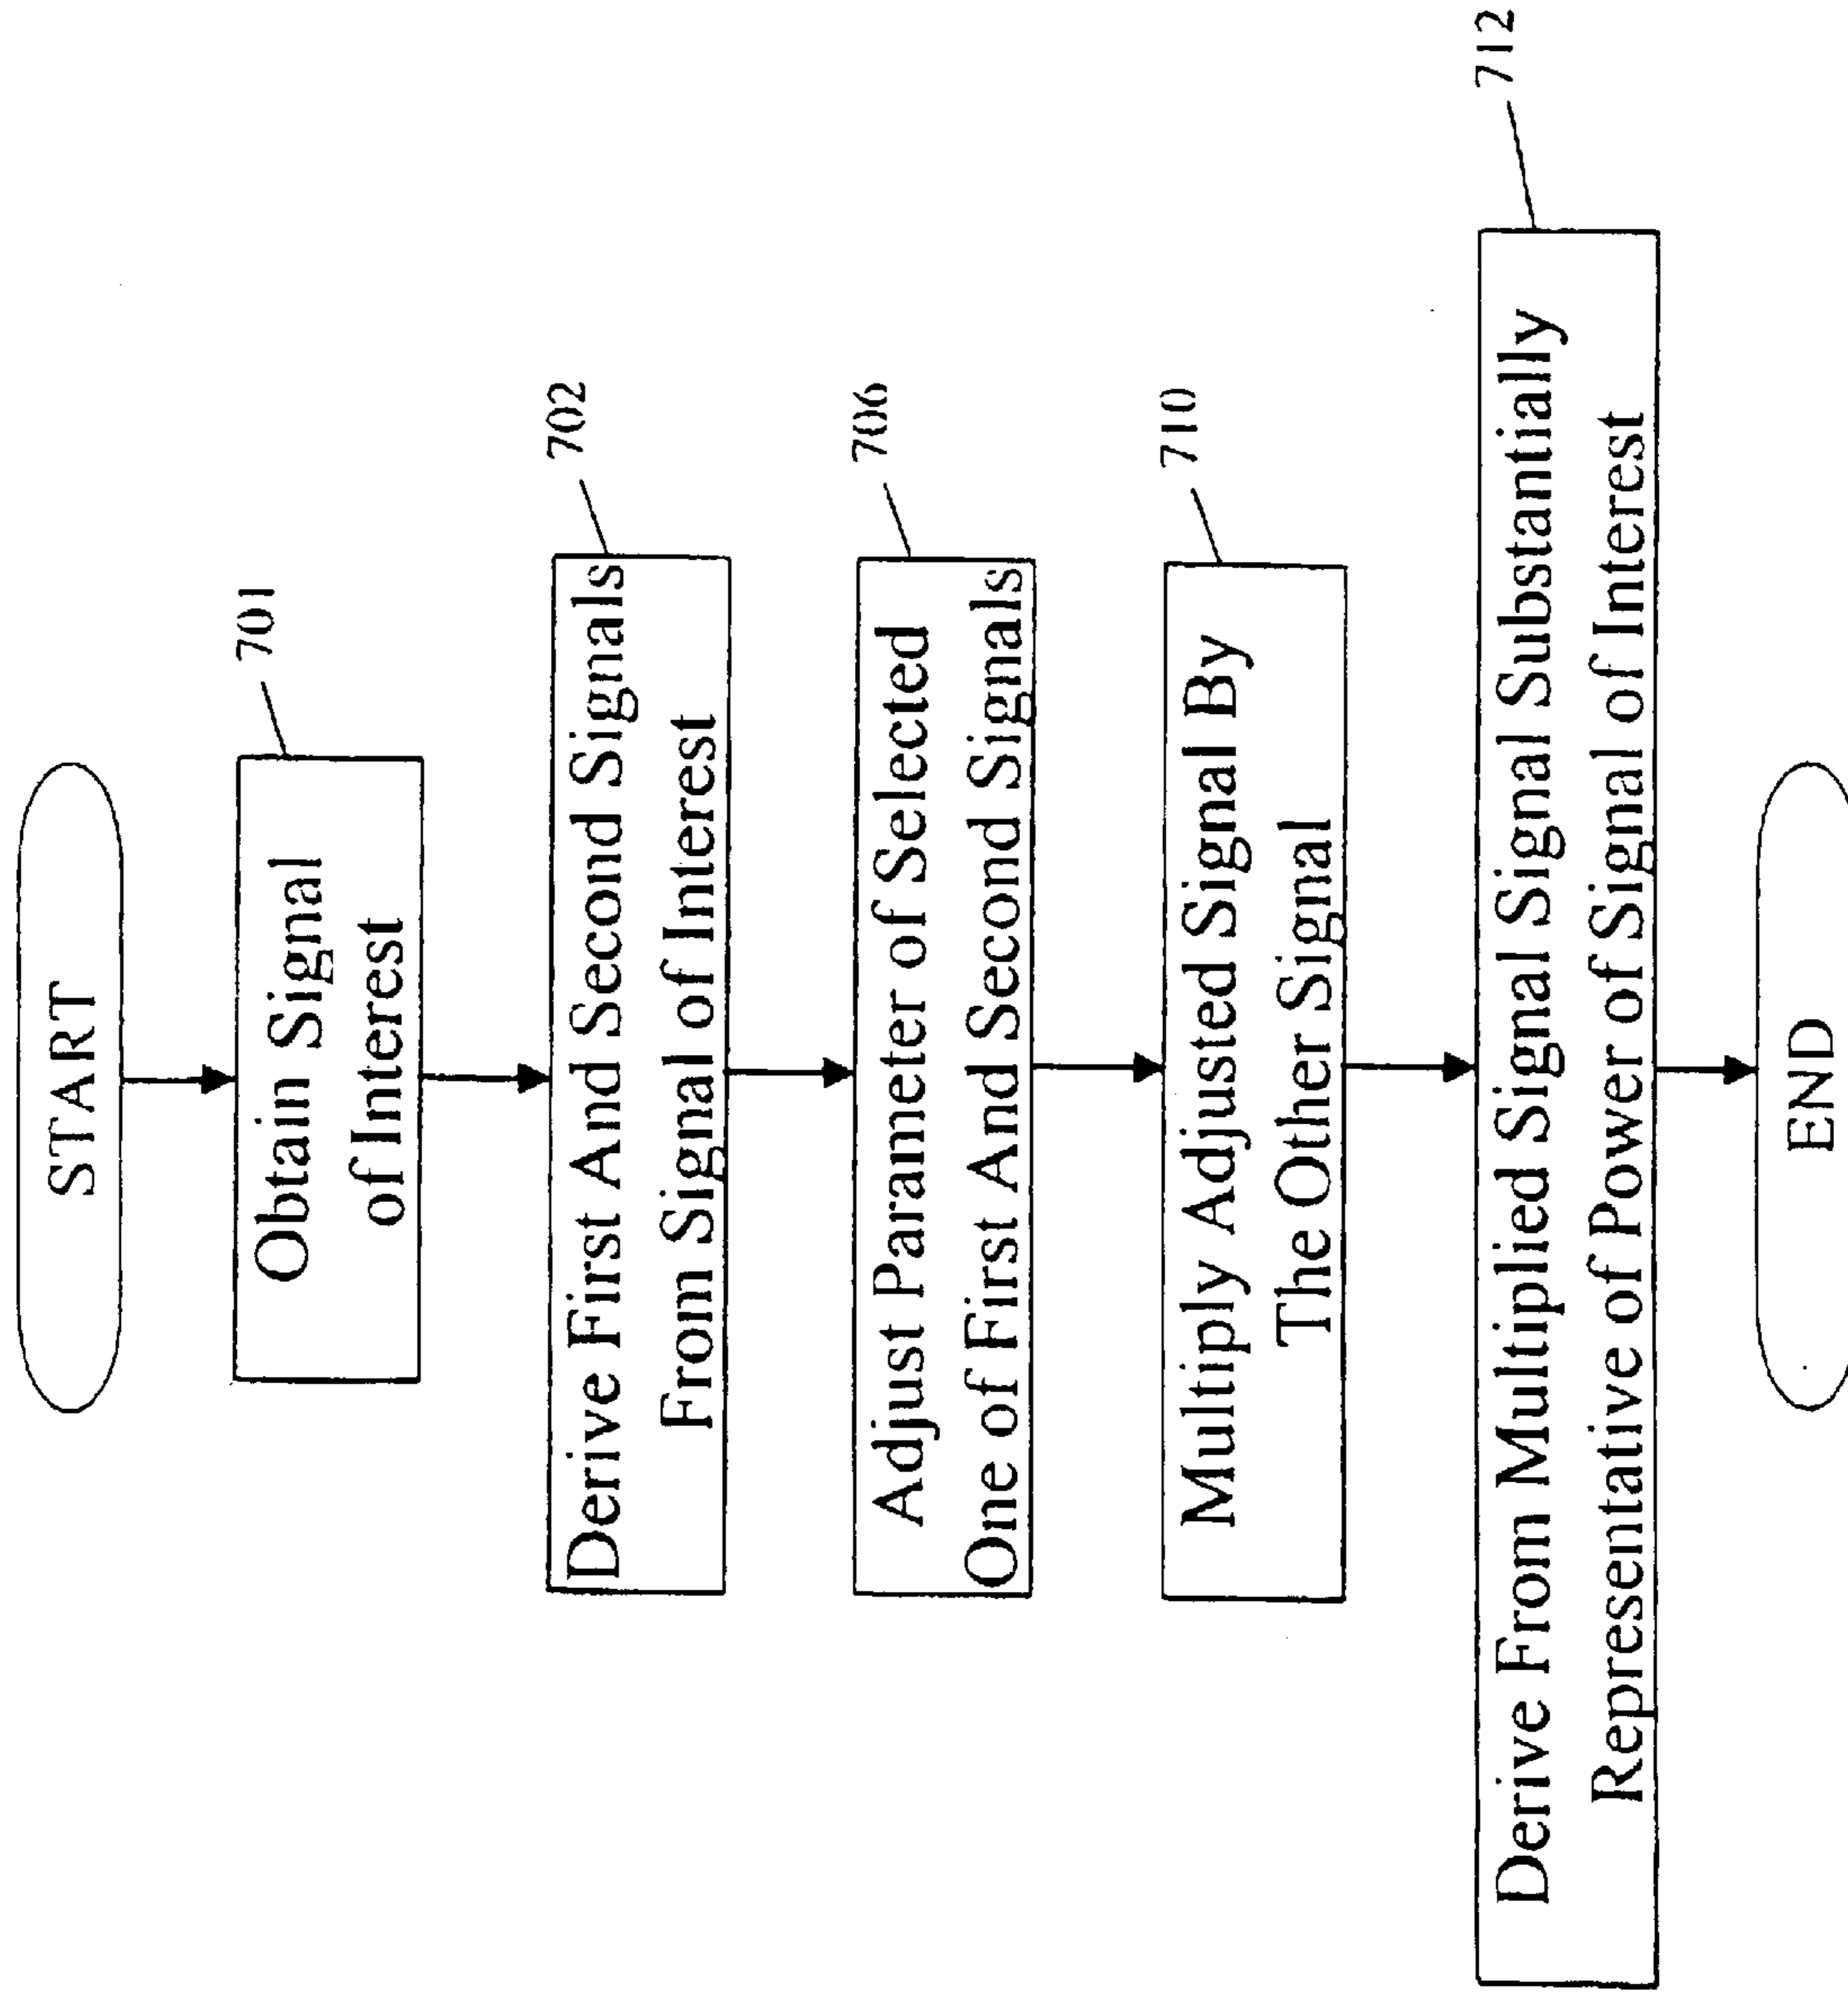 START
701
Obtain Signal
of Interest
702
Derive First And Second Signals
From Signal of Interest
706
Adjust Parameter of Selected
One of First And Second Signals
710
Multiply Adjusted Signal By
The Other Signal
712
Derive From Multiplied Signal Signal Substantially
Representative of Power of Signal of Interest
END